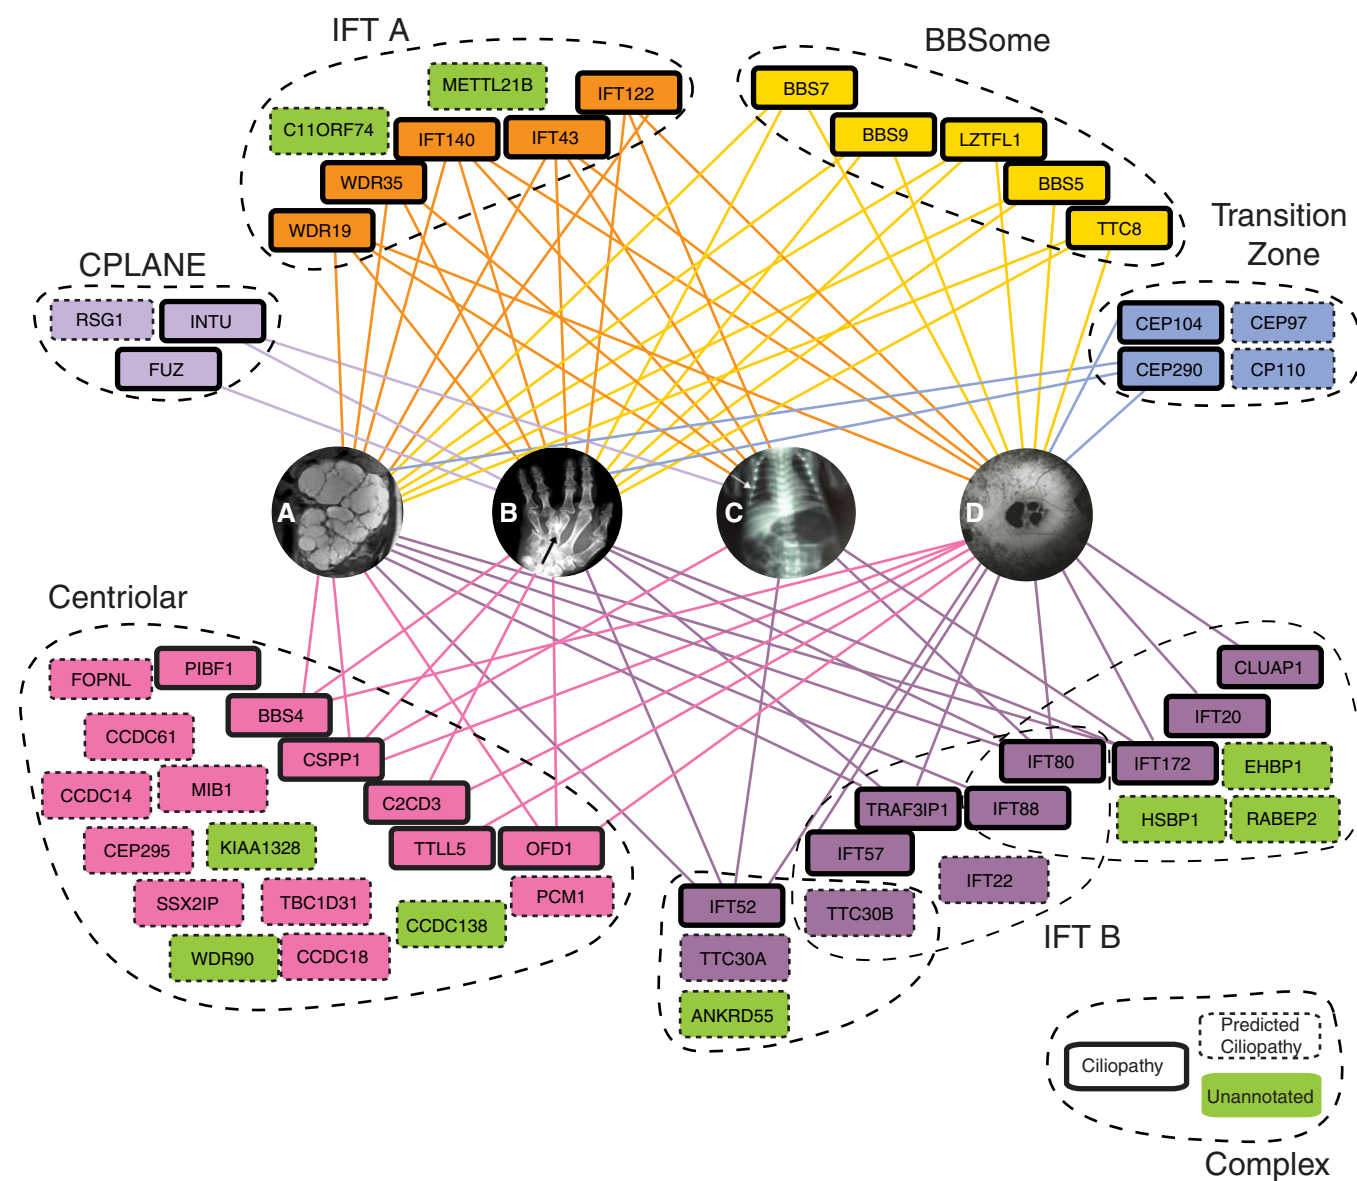 IFT A
BBSome
METTL21B
IFT122
C11ORF74
IFT140
IFT43
WDR35
WDR19
BBS7
BBS9
LZTFL1
BBS5
TTC8
CPLANE
RSG1
INTU
FUZ
Transition
Zone
CEP104
CEP97
CEP290
CP110
A
B
C
D
Centriolar
FOPNL
PIBF1
BBS4
CCDC61
CSPP1
CCDC14
MIB1
C2CD3
CEP295
KIAA1328
TTLL5
OFD1
SSX2IP
TBC1D31
PCM1
CCDC138
WDR90
CCDC18
CLUAP1
IFT20
IFT80
IFT172
EHBP1
TRAF3IP1
IFT88
HSBP1
RABEP2
IFT57
IFT22
IFT52
TTC30B
IFT B
TTC30A
ANKRD55
Ciliopathy
Predicted
Ciliopathy
Unannotated
Complex